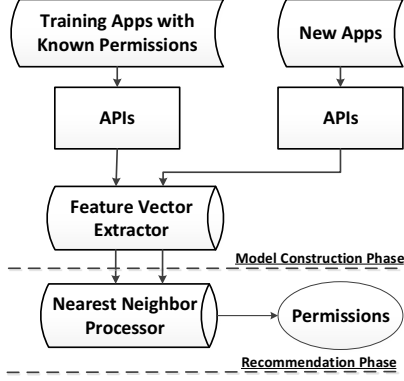 Training Apps with
Known Permissions
New Apps
APIs
APIs
Feature Vector
Extractor
Model Construction Phase
Nearest Neighbor
Processor
Permissions
Recommendation Phase